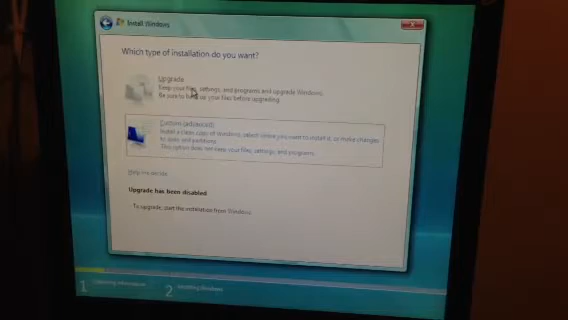 Install Windows
Which type of installation do you want?
Upgrade
Keep your files, settings, and programs and upgrade Windows.
Be sure to back up your files before upgrading.
Custom (advanced)
Install a clean copy of Windows, select where you want to install it, or make changes
to disks and partitions.
This option does not keep your files, settings, and programs.
Help me decide
Upgrade has been disabled
To upgrade, start the installation from Windows.
1 Collecting information
2 Installing Windows